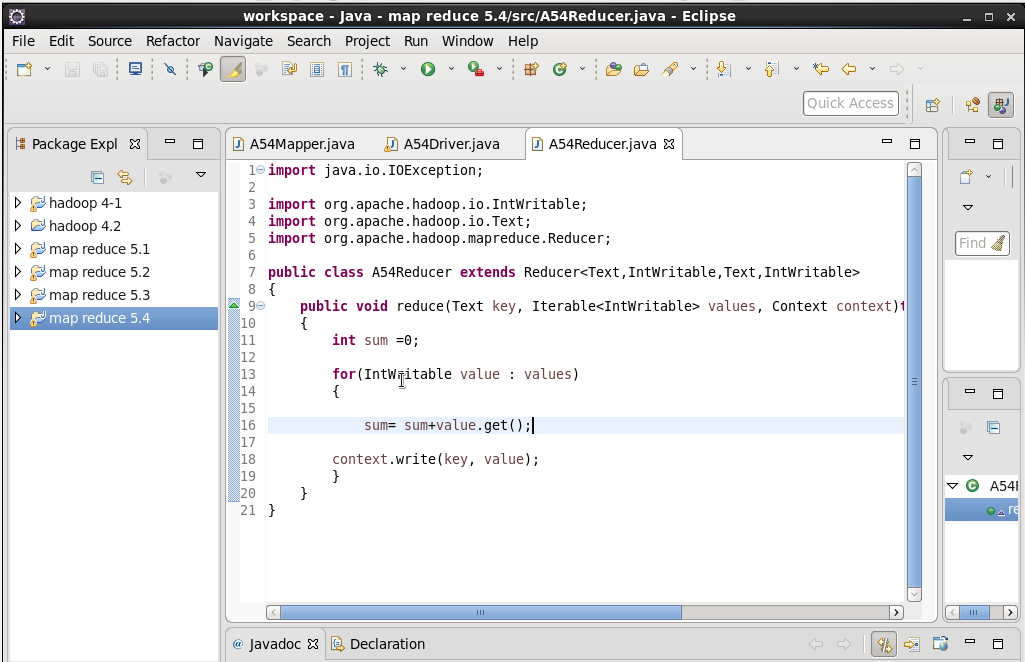 workspace - Java - map reduce 5.4/src/A54Reducer.java - Eclipse
File Edit Source Refactor Navigate Search Project Run Window Help
Quick Access
Package Expl
A54Mapper.java
A54Driver.java
A54Reducer.java
hadoop 4-1
hadoop 4.2
map reduce 5.1
map reduce 5.2
map reduce 5.3
map reduce 5.4
1 import java.io.IOException;
2
3 import org.apache.hadoop.io.IntWritable;
4 import org.apache.hadoop.io.Text;
5 import org.apache.hadoop.mapreduce.Reducer;
6
7 public class A54Reducer extends Reducer<Text,IntWritable,Text,IntWritable>
8 {
9 public void reduce(Text key, Iterable<IntWritable> values, Context context)t
10 {
11 int sum =0;
12
13 for(IntWritable value : values)
14 {
15
16 sum= sum+value.get();
17
18 context.write(key, value);
19 }
20 }
21 }
Find
A54R
re
@ Javadoc
Declaration